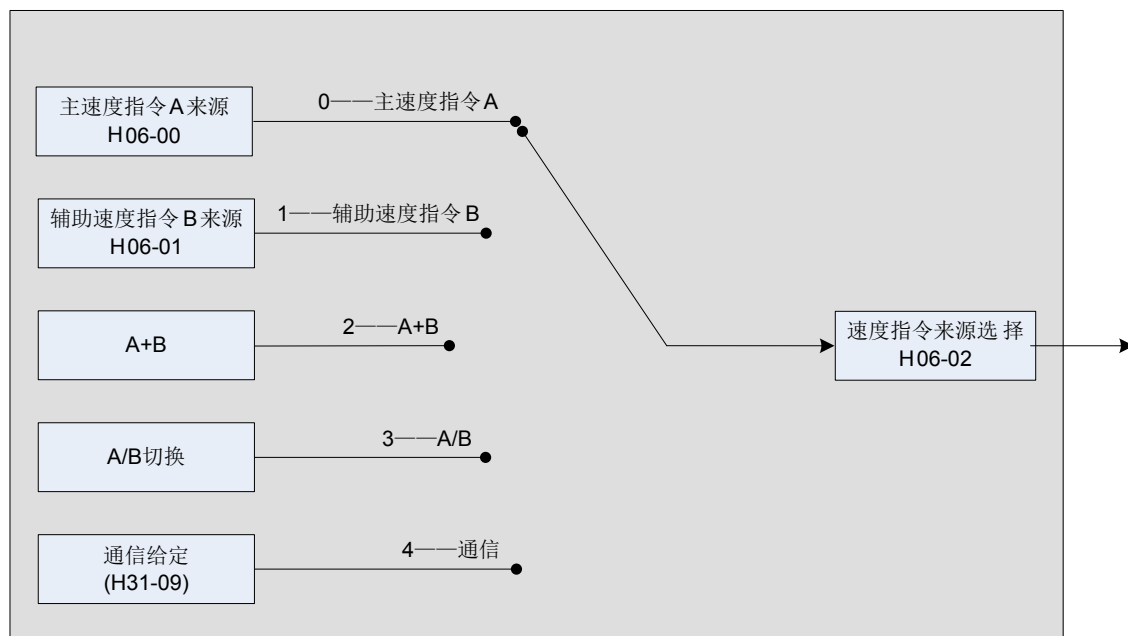 主速度指令A来源
H06-00
0——主速度指令A
辅助速度指令B来源
H06-01
1——辅助速度指令B
A+B
2——A+B
速度指令来源选择
H06-02
A/B切换
3——A/B
通信给定
(H31-09)
4——通信